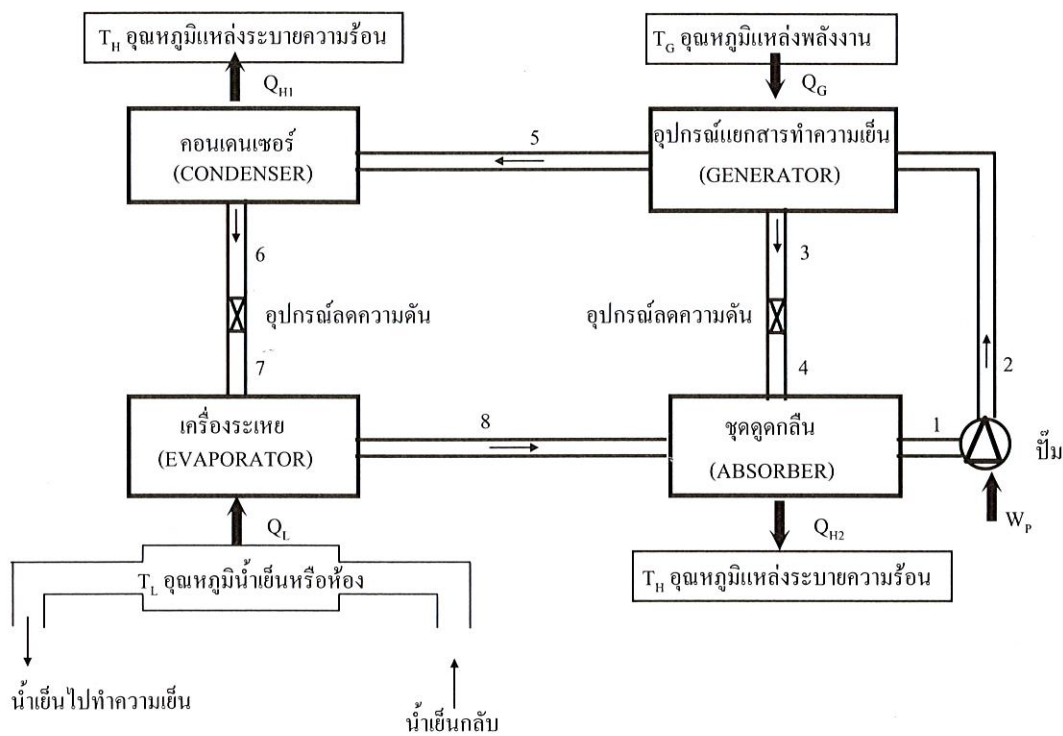 T_H อุณหภูมิแหล่งระบายความร้อน
T_G อุณหภูมิแหล่งพลังงาน
Q_H1
Q_G
คอนเดนเซอร์
(CONDENSER)
5
อุปกรณ์แยกสารทำความเย็น
(GENERATOR)
6
3
อุปกรณ์ลดความดัน
อุปกรณ์ลดความดัน
7
4
2
เครื่องระเหย
(EVAPORATOR)
8
ชุดดูดกลืน
(ABSORBER)
1
ปั๊ม
Q_L
Q_H2
W_P
T_L อุณหภูมิน้ำเย็นหรือห้อง
T_H อุณหภูมิแหล่งระบายความร้อน
น้ำเย็นไปทำความเย็น
น้ำเย็นกลับ